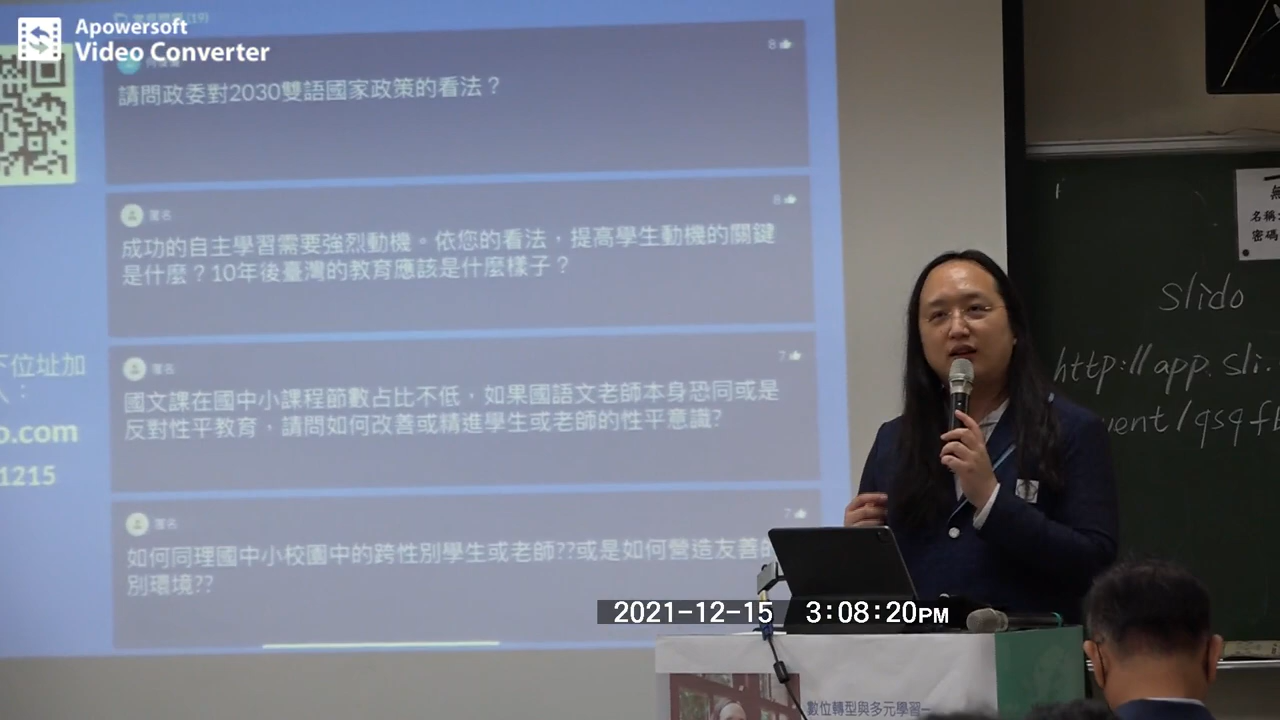 Apowersoft
Video Converter
8
請問政委對2030雙語國家政策的看法？
匿名
8
成功的自主學習需要強烈動機。依您的看法，提高學生動機的關鍵
是什麼？10年後臺灣的教育應該是什麼樣子？
匿名
7
國文課在國中小課程節數占比不低，如果國語文老師本身恐同或是
反對性平教育，請問如何改善或精進學生或老師的性平意識?
匿名
7
如何同理國中小校園中的跨性別學生或老師??或是如何營造友善的
別環境??
下位址加
o.com
1215
名稱
密碼
slido
http://app.sli.
vent/qsqfb
2021-12-15 3:08:20PM
數位轉型與多元學習—